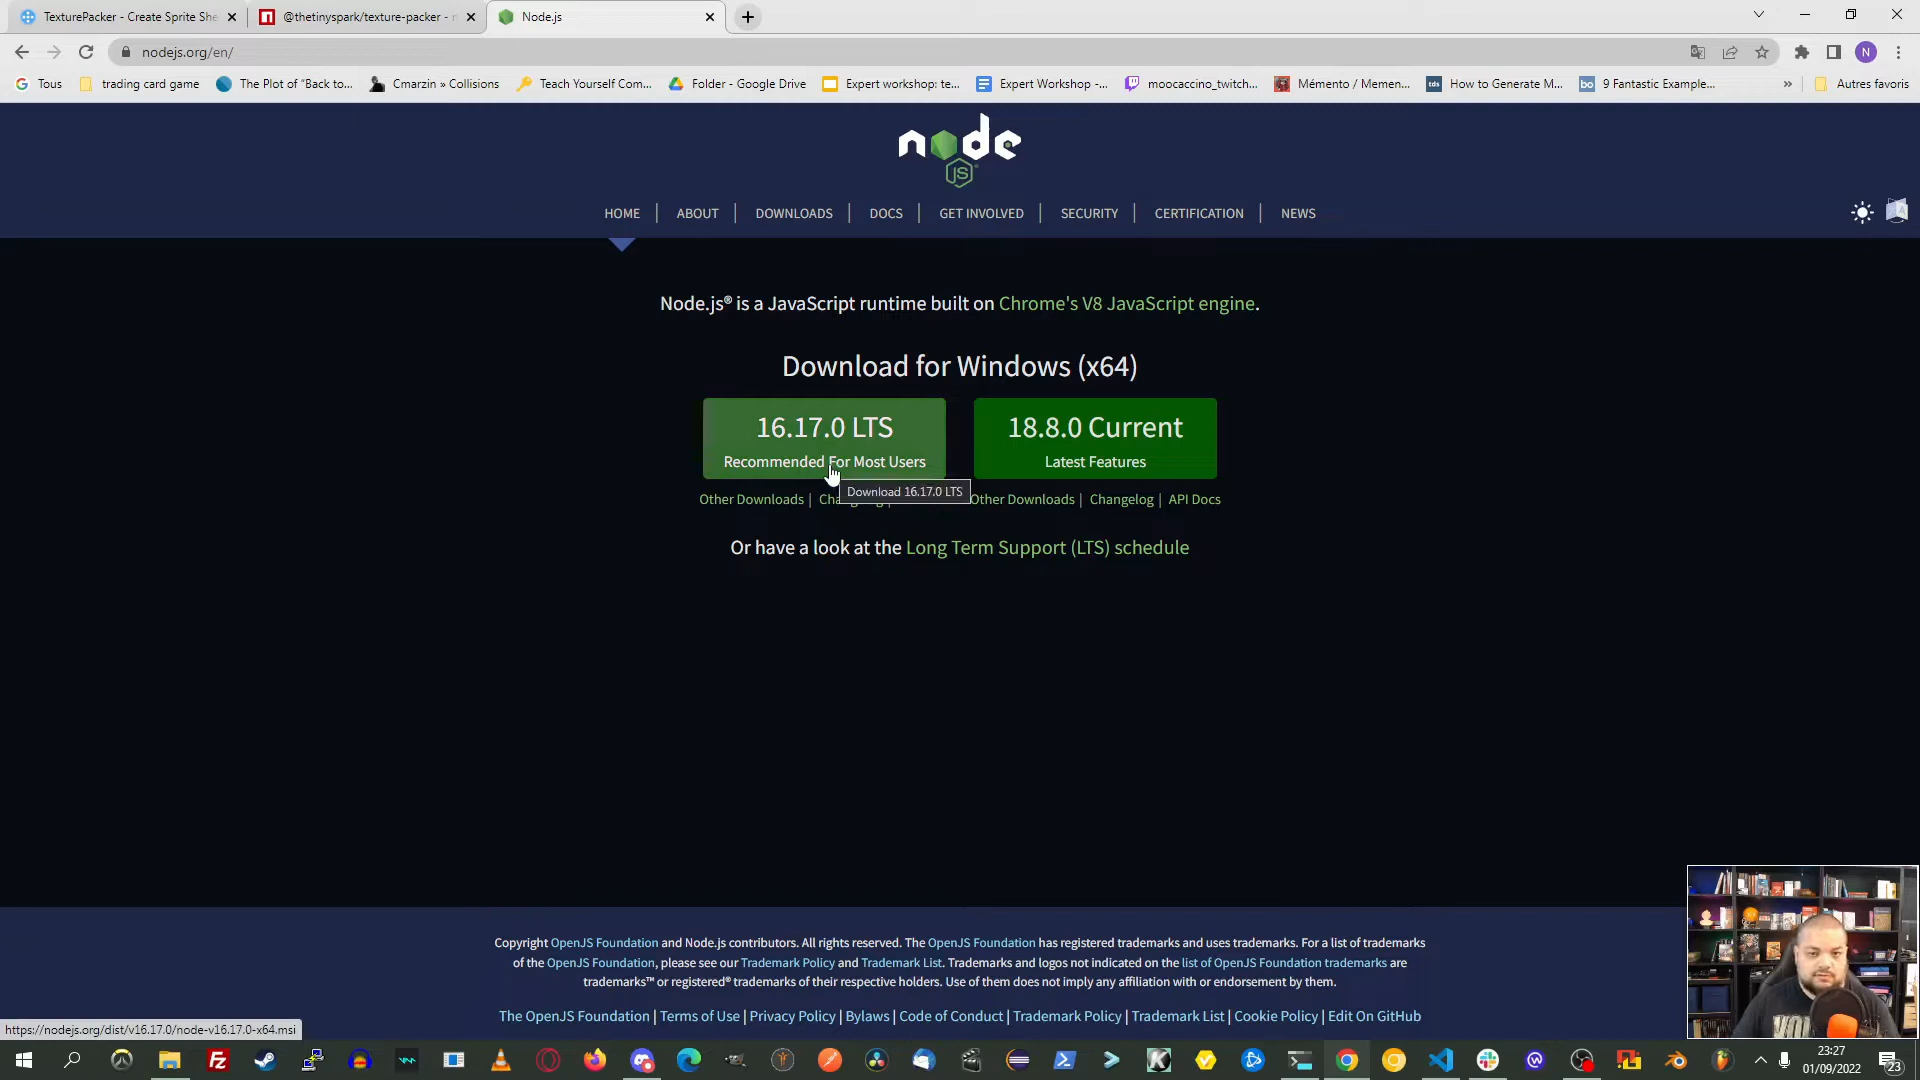 TexturePacker - Create Sprite She
@thetinyspark/texture-packer - n
Node.js
nodejs.org/en/
N
Tous
trading card game
The Plot of "Back to...
Cmarzin » Collisions
Teach Yourself Com...
Folder - Google Drive
Expert workshop: te...
Expert Workshop -...
moocaccino_twitch...
Mémento / Memen...
How to Generate M...
9 Fantastic Example...
»
Autres favoris
node
JS
HOME
ABOUT
DOWNLOADS
DOCS
GET INVOLVED
SECURITY
CERTIFICATION
NEWS
Node.js® is a JavaScript runtime built on Chrome's V8 JavaScript engine.
Download for Windows (x64)
16.17.0 LTS
Recommended For Most Users
18.8.0 Current
Latest Features
Download 16.17.0 LTS
Other Downloads |
Other Downloads | Changelog | API Docs
Or have a look at the Long Term Support (LTS) schedule
Copyright OpenJS Foundation and Node.js contributors. All rights reserved. The OpenJS Foundation has registered trademarks and uses trademarks. For a list of trademarks
of the OpenJS Foundation, please see our Trademark Policy and Trademark List. Trademarks and logos not indicated on the list of OpenJS Foundation trademarks are
trademarks™ or registered® trademarks of their respective holders. Use of them does not imply any affiliation with or endorsement by them.
The OpenJS Foundation | Terms of Use | Privacy Policy | Bylaws | Code of Conduct | Trademark Policy | Trademark List | Cookie Policy | Edit On GitHub
https://nodejs.org/dist/v16.17.0/node-v16.17.0-x64.msi
23:27
01/09/2022
23